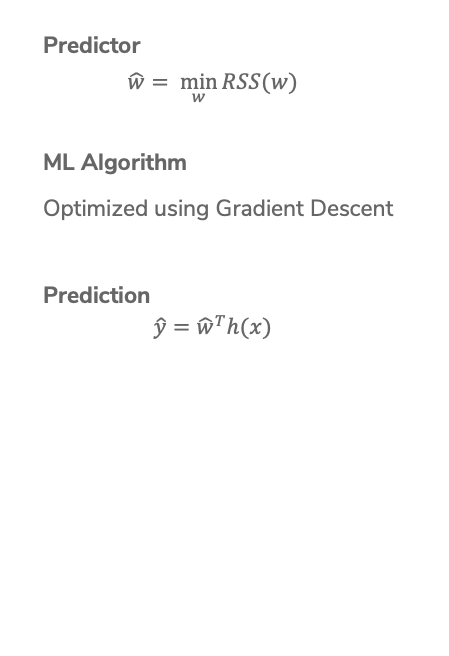 Predictor
ŵ = min RSS(w)
w
ML Algorithm
Optimized using Gradient Descent
Prediction
ŷ = ŵᵀh(x)